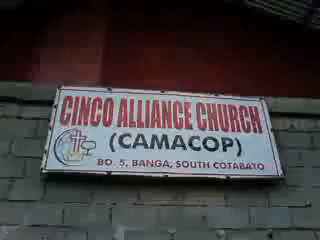 CINCO ALLIANCE CHURCH
(CAMACOP)
BO. 5, BANGA, SOUTH COTABATO